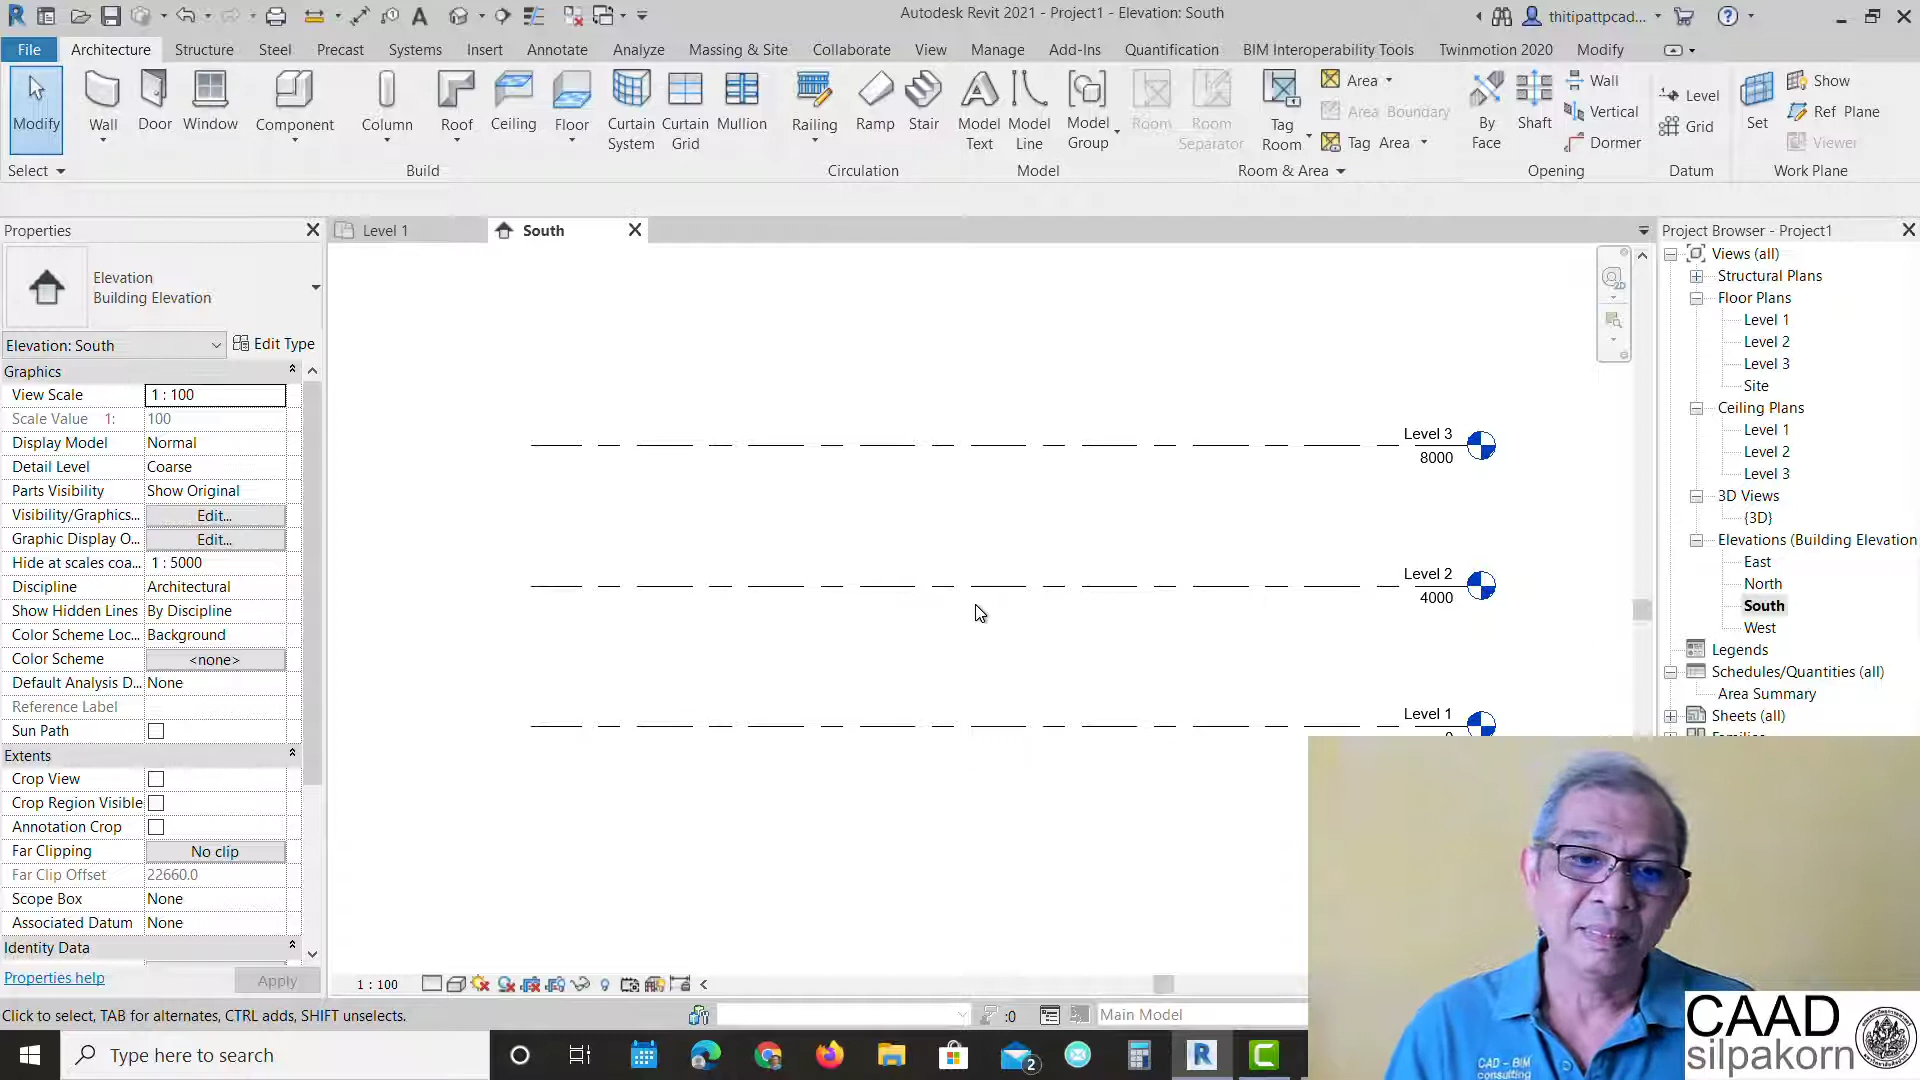 Autodesk Revit 2021 - Project1 - Elevation: South
thitipattpcad...
File Architecture Structure Steel Precast Systems Insert Annotate Analyze Massing & Site Collaborate View Manage Add-Ins Quantification BIM Interoperability Tools Twinmotion 2020 Modify
Modify Wall Door Window Component Column Roof Ceiling Floor Curtain System Curtain Grid Mullion Railing Ramp Stair Model Text Model Line Model Group Room Room Separator Tag Room Area Area Boundary Tag Area By Face Shaft Wall Vertical Dormer Level Grid Set Show Ref Plane Viewer
Select Build Circulation Model Room & Area Opening Datum Work Plane
Properties
Elevation
Building Elevation
Elevation: South Edit Type
Graphics
View Scale 1 : 100
Scale Value 1: 100
Display Model Normal
Detail Level Coarse
Parts Visibility Show Original
Visibility/Graphics... Edit...
Graphic Display O... Edit...
Hide at scales coa... 1 : 5000
Discipline Architectural
Show Hidden Lines By Discipline
Color Scheme Loc... Background
Color Scheme <none>
Default Analysis D... None
Reference Label
Sun Path
Extents
Crop View
Crop Region Visible
Annotation Crop
Far Clipping No clip
Far Clip Offset 22660.0
Scope Box None
Associated Datum None
Identity Data
Properties help Apply
Level 1 South
2D
Level 3
8000
Level 2
4000
Level 1
1 : 100
Project Browser - Project1
Views (all)
Structural Plans
Floor Plans
Level 1
Level 2
Level 3
Site
Ceiling Plans
Level 1
Level 2
Level 3
3D Views
{3D}
Elevations (Building Elevation
East
North
South
West
Legends
Schedules/Quantities (all)
Area Summary
Sheets (all)
Click to select, TAB for alternates, CTRL adds, SHIFT unselects.
:0
Main Model
Type here to search
2
CAD - BIM
consulting
CAAD
silpakorn